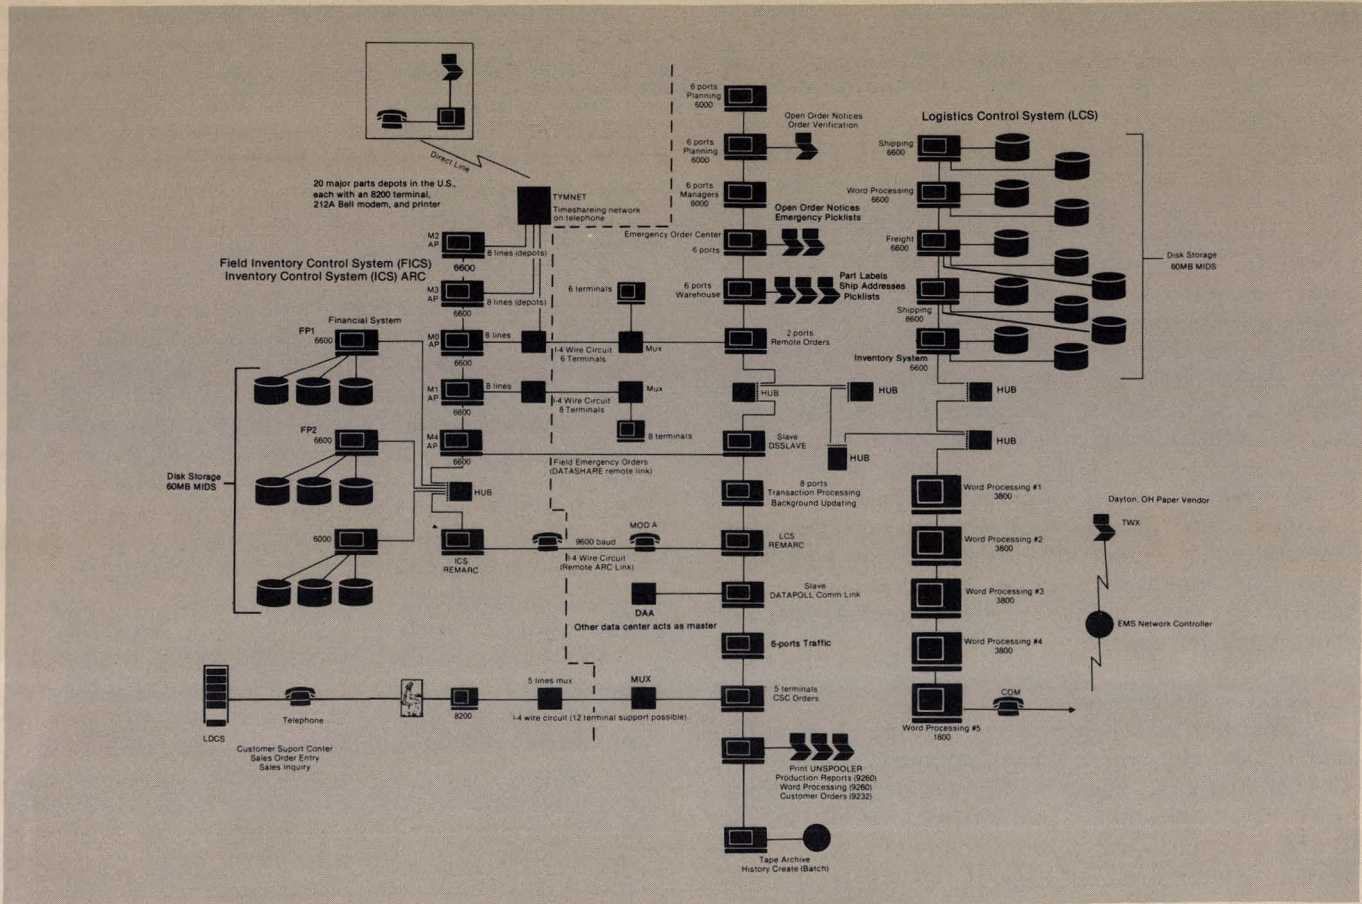 Direct Line
20 major parts depots in the U.S.,
each with an 8200 terminal,
212A Bell modem, and printer
TYMNET
Timeshareing network
on telephone
Field Inventory Control System (FICS)
Inventory Control System (ICS) ARC
M2
AP
6600
8 lines (depots)
M3
AP
6600
8 lines (depots)
M0
AP
6600
6 lines
M1
AP
6600
8 lines
M4
AP
6600
Financial System
FP1
6600
FP2
6600
6000
Disk Storage
60MB MIDS
HUB
ICS
REMARC
6 terminals
I-4 Wire Circuit
6 Terminals
Mux
I-4 Wire Circuit
8 Terminals
Mux
8 terminals
Field Emergency Orders
(DATASHARE remote link)
9600 baud
MOD A
I-4 Wire Circuit
(Remote ARC Link)
DAA
Other data center acts as master
LDCS
Telephone
Customer Suport Conter
Sales Order Entry
Sales Inquiry
8200
5 lines mux
MUX
I-4 wire circuit (12 terminal support possible)
6 ports
Planning
6000
6 ports
Planning
6000
Open Order Notices
Order Verification
6 ports
Managers
6000
Open Order Notices
Emergency Picklists
Emergency Order Center
6 ports
6 ports
Warehouse
Part Labels
Ship Addresses
Picklists
2 ports
Remote Orders
HUB
HUB
HUB
Slave
DSSLAVE
8 ports
Transaction Processing
Background Updating
LCS
REMARC
Slave
DATAPOLL Comm Link
6-ports Traffic
5 terminals
CSC Orders
Print UNSPOOLER
Production Reports (9260)
Word Processing (9260)
Customer Orders (9232)
Tape Archive
History Create (Batch)
Logistics Control System (LCS)
Shipping
6600
Word Processing
6600
Freight
6600
Shipping
6600
Inventory System
6600
Disk Storage
60MB MIDS
HUB
HUB
Word Processing #1
3800
Word Processing #2
3800
Word Processing #3
3800
Word Processing #4
3800
Word Processing #5
1800
COM
Dayton, OH Paper Vendor
TWX
EMS Network Controller